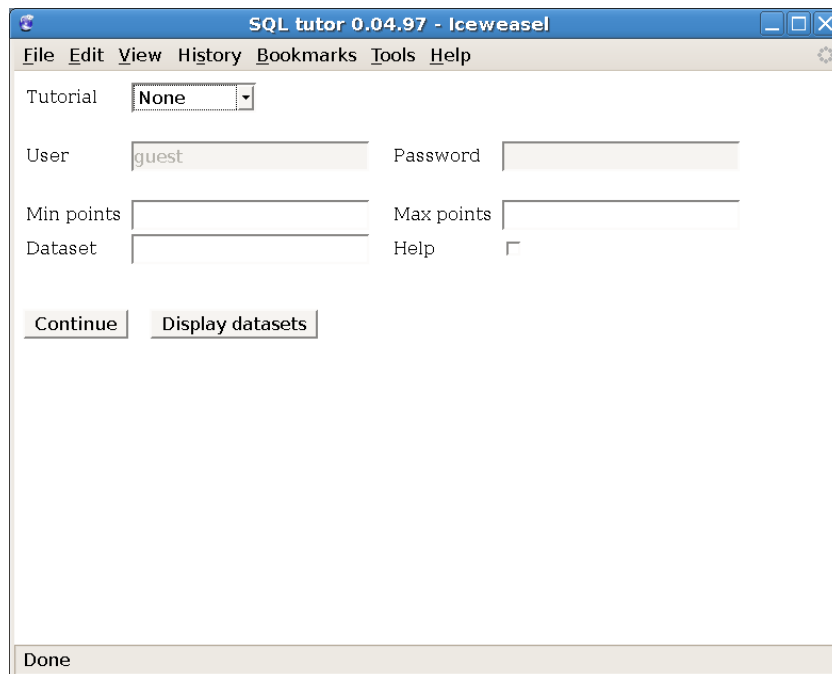 SQL tutor 0.04.97 - Iceweasel
File Edit View History Bookmarks Tools Help
Tutorial None
User guest Password
Min points Max points
Dataset Help
Continue Display datasets
Done